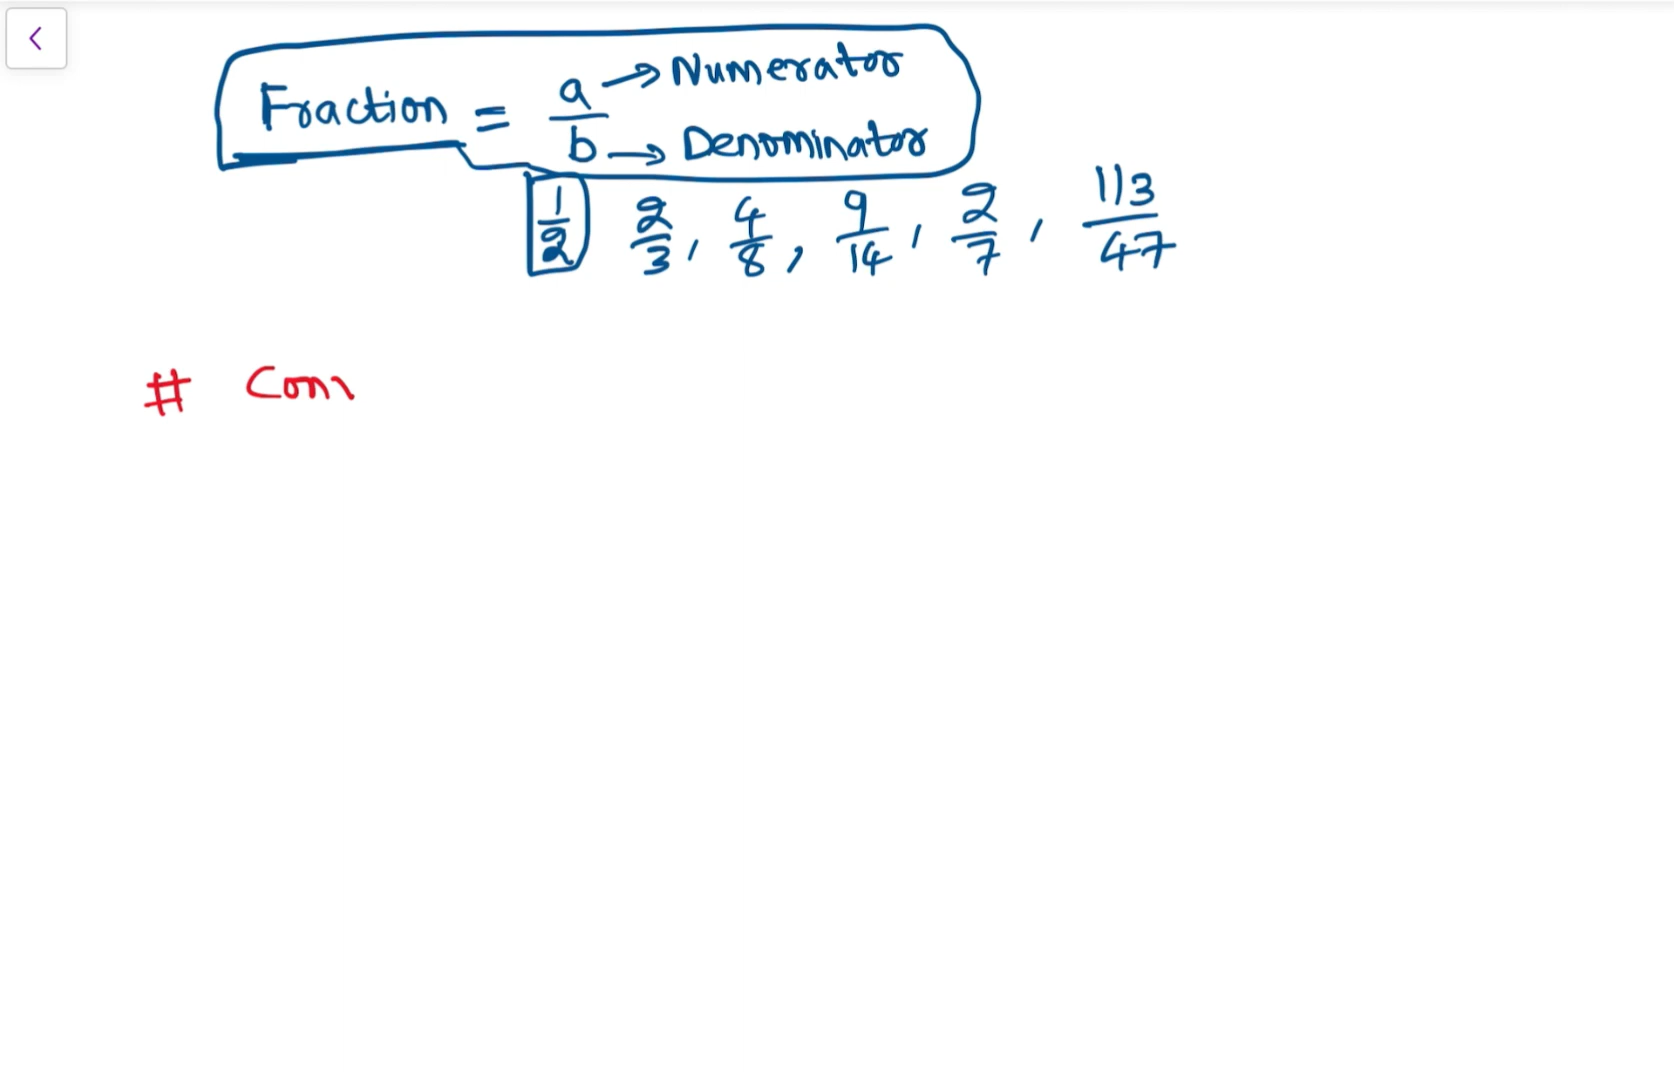 Fraction = a/b → Numerator → Denominator
1/2 2/3, 4/8, 9/14, 2/7, 113/47
# Com